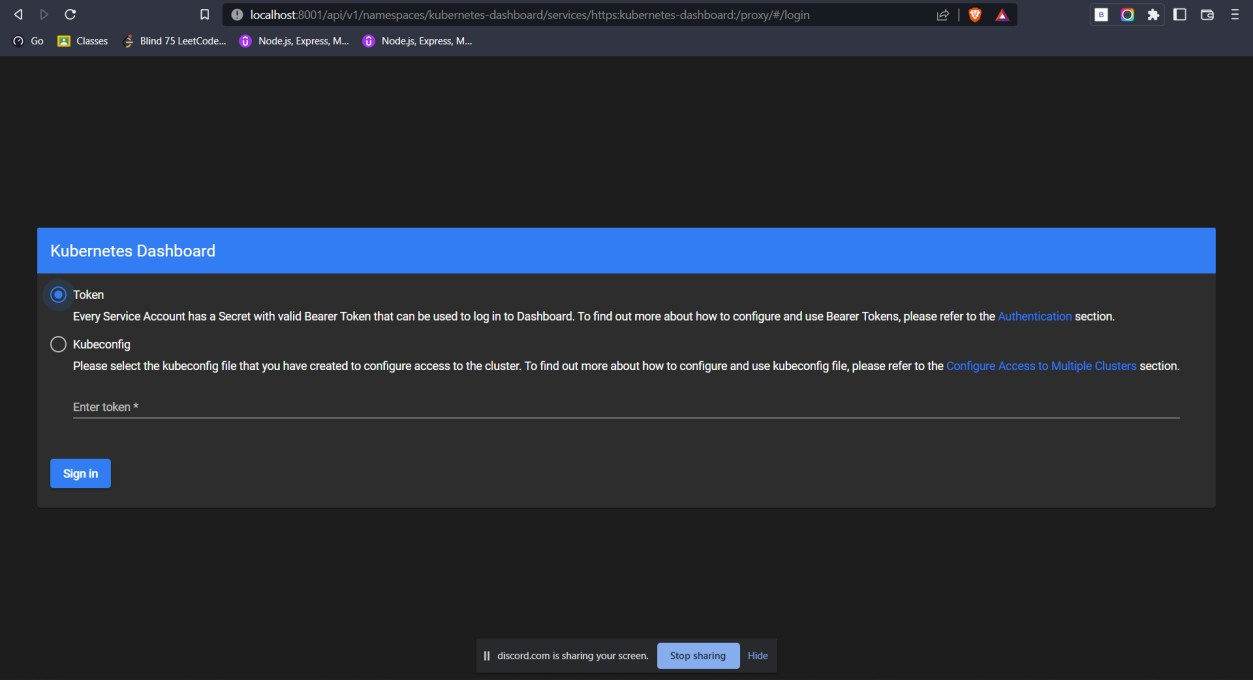 localhost:8001/api/v1/namespaces/kubernetes-dashboard/services/https:kubernetes-dashboard:/proxy/#/login
B
Go Classes Blind 75 LeetCode... Node.js, Express, M... Node.js, Express, M...
Kubernetes Dashboard
Token
Every Service Account has a Secret with valid Bearer Token that can be used to log in to Dashboard. To find out more about how to configure and use Bearer Tokens, please refer to the Authentication section.
Kubeconfig
Please select the kubeconfig file that you have created to configure access to the cluster. To find out more about how to configure and use kubeconfig file, please refer to the Configure Access to Multiple Clusters section.
Enter token *
Sign in
discord.com is sharing your screen. Stop sharing Hide